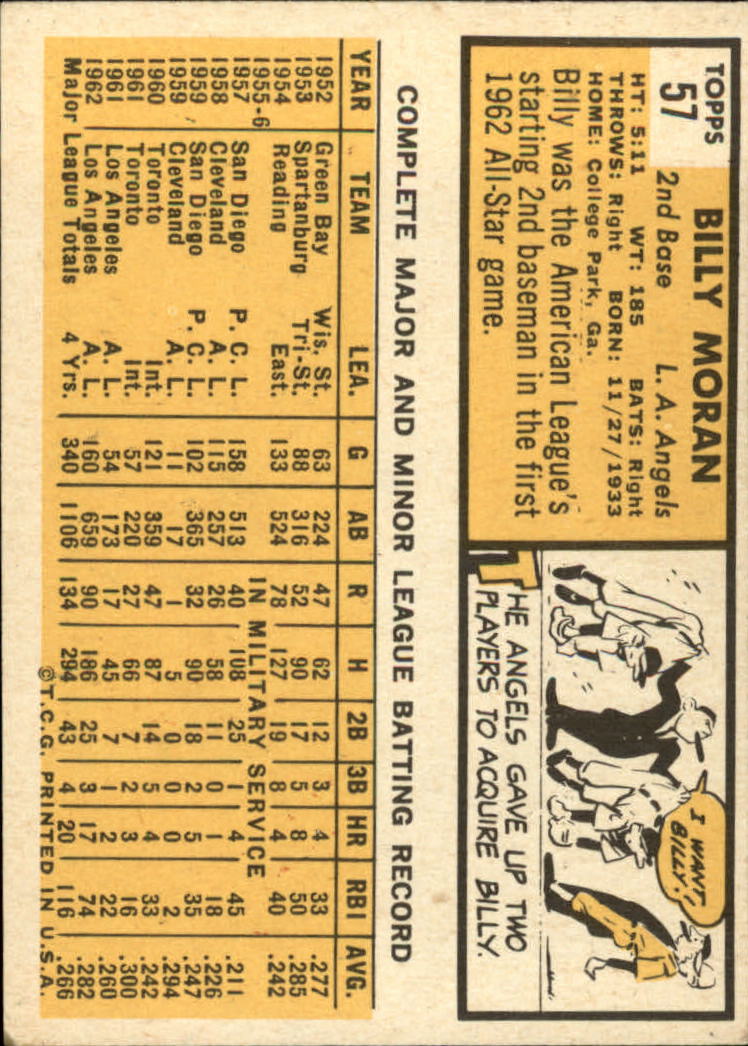 TOPPS
57
BILLY MORAN
2nd Base L. A. Angels
HT: 5:11 WT: 185 BATS: Right
THROWS: Right BORN: 11/27/1933
HOME: College Park, Ga.
Billy was the American League's
starting 2nd baseman in the first
1962 All-Star game.
I WANT
BILLY!
THE ANGELS GAVE UP TWO
PLAYERS TO ACQUIRE BILLY.
COMPLETE MAJOR AND MINOR LEAGUE BATTING RECORD
YEAR TEAM LEA. G AB R H 2B 3B HR RBI AVG.
1952 Green Bay Wis. St. 63 224 47 62 12 3 4 33 .277
1953 Spartanburg Tri-St. 88 316 52 90 17 5 8 50 .285
1954 Reading East. 133 524 78 127 19 8 4 40 .242
1955-6 IN MILITARY SERVICE
1957 San Diego P. C. L. 158 513 40 108 25 1 4 45 .211
1958 Cleveland A. L. 115 257 26 58 11 0 1 18 .226
1959 San Diego P. C. L. 102 365 32 90 18 2 5 35 .247
1959 Cleveland A. L. 11 17 1 5 0 0 0 2 .294
1960 Toronto Int. 121 359 47 87 14 5 4 33 .242
1961 Toronto Int. 57 220 27 66 7 2 3 16 .300
1961 Los Angeles A. L. 54 173 17 45 7 1 2 22 .260
1962 Los Angeles A. L. 160 659 90 186 25 3 17 74 .282
Major League Totals 4 Yrs. 340 1106 134 294 43 4 20 116 .266
©T.C.G. PRINTED IN U.S.A.